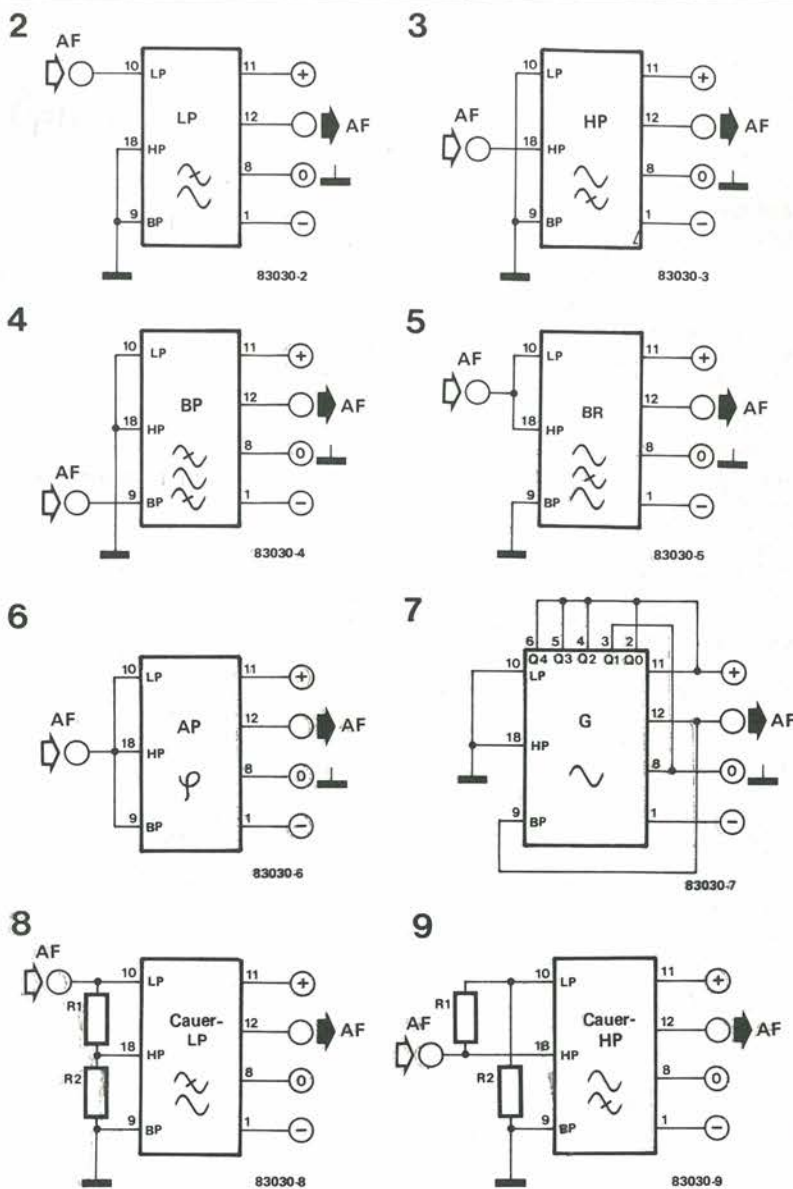 2
AF
10 LP
LP
11 +
12 AF
18 HP
8 0
9 BP
1 −
83030-2
3
AF
10 LP
HP
11 +
12 AF
18 HP
8 0
9 BP
1 −
83030-3
4
AF
10 LP
BP
11 +
12 AF
18 HP
8 0
9 BP
1 −
83030-4
5
AF
10 LP
BR
11 +
12 AF
18 HP
8 0
9 BP
1 −
83030-5
6
AF
10 LP
AP
φ
11 +
12 AF
18 HP
8 0
9 BP
1 −
83030-6
7
6 5 4 3 2
Q4 Q3 Q2 Q1 Q0
10 LP
G
11 +
12 AF
18 HP
8 0
9 BP
1 −
83030-7
8
AF
10 LP
R1
Cauer-
LP
11 +
12 AF
18 HP
R2
8 0
9 BP
1 −
83030-8
9
AF
10 LP
R1
Cauer-
HP
11 +
12 AF
18 HP
R2
8 0
9 BP
1 −
83030-9